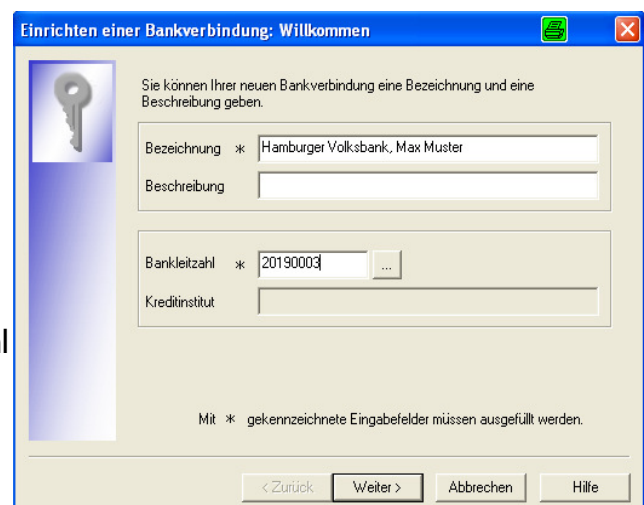 Einrichten einer Bankverbindung: Willkommen
Sie können Ihrer neuen Bankverbindung eine Bezeichnung und eine
Beschreibung geben.
Bezeichnung * Hamburger Volksbank, Max Muster
Beschreibung
Bankleitzahl * 20190003 ...
Kreditinstitut
Mit * gekennzeichnete Eingabefelder müssen ausgefüllt werden.
< Zurück Weiter > Abbrechen Hilfe